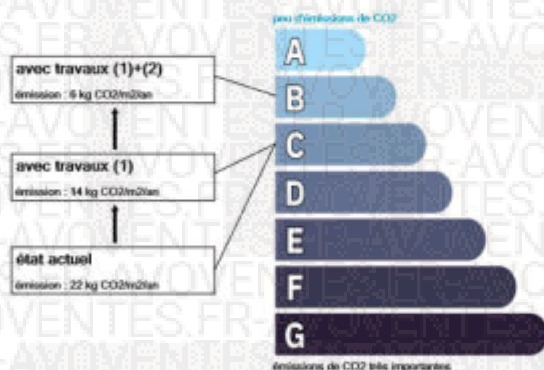 peu d'émissions de CO2
A
avec travaux (1)+(2)
émission : 6 kg CO2/m2/an
B
C
avec travaux (1)
émission : 14 kg CO2/m2/an
D
E
état actuel
émission : 22 kg CO2/m2/an
F
G
émissions de CO2 très importantes